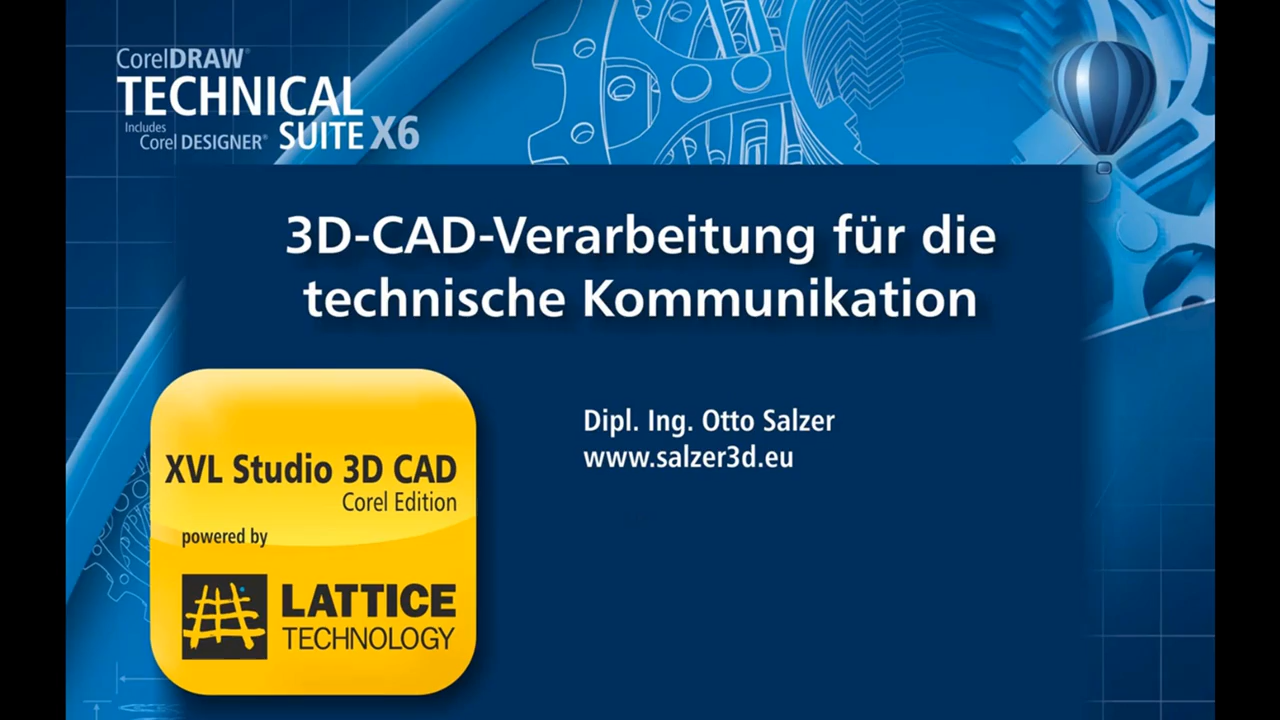 CorelDRAW®
TECHNICAL
Includes
Corel DESIGNER®
SUITE X6
3D-CAD-Verarbeitung für die
technische Kommunikation
Dipl. Ing. Otto Salzer
www.salzer3d.eu
XVL Studio 3D CAD
Corel Edition
powered by
LATTICE
TECHNOLOGY